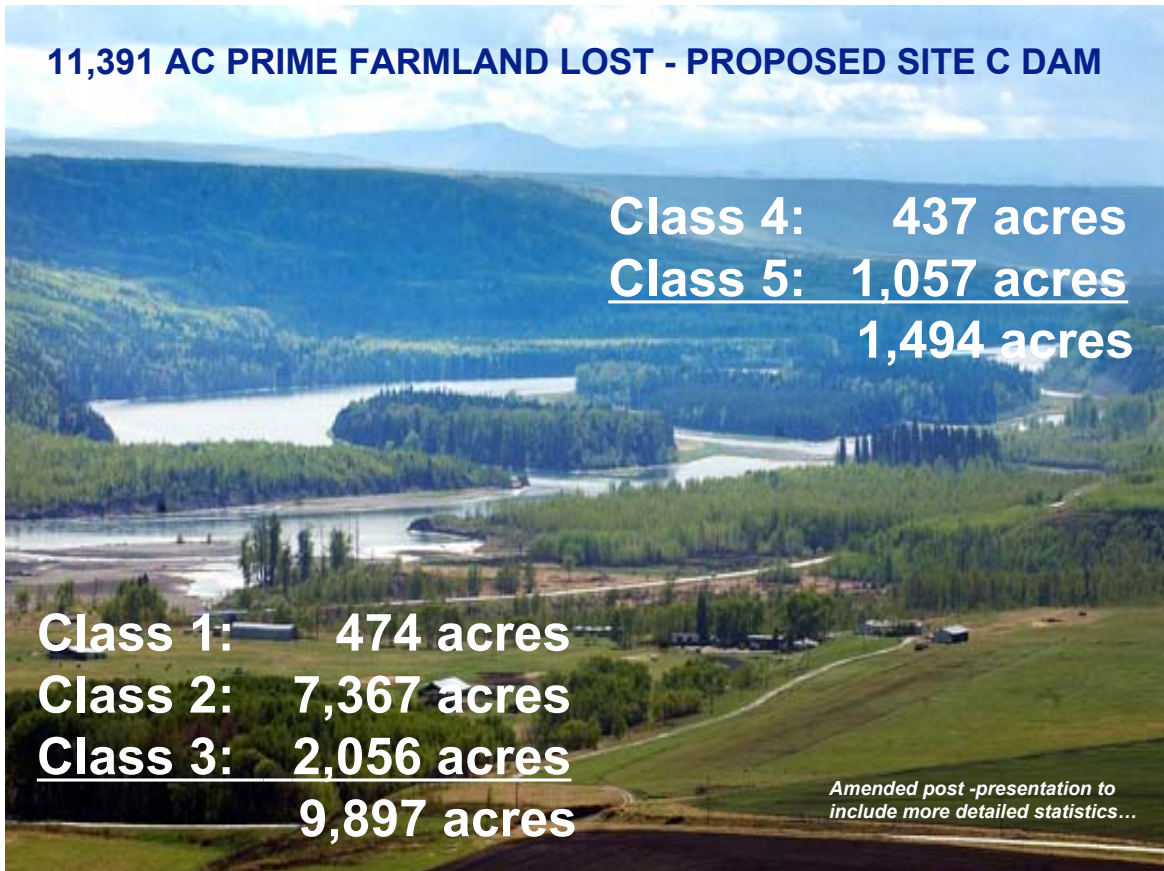 11,391 AC PRIME FARMLAND LOST - PROPOSED SITE C DAM
Class 4: 437 acres
Class 5: 1,057 acres
1,494 acres
Class 1: 474 acres
Class 2: 7,367 acres
Class 3: 2,056 acres
9,897 acres
Amended post -presentation to
include more detailed statistics…